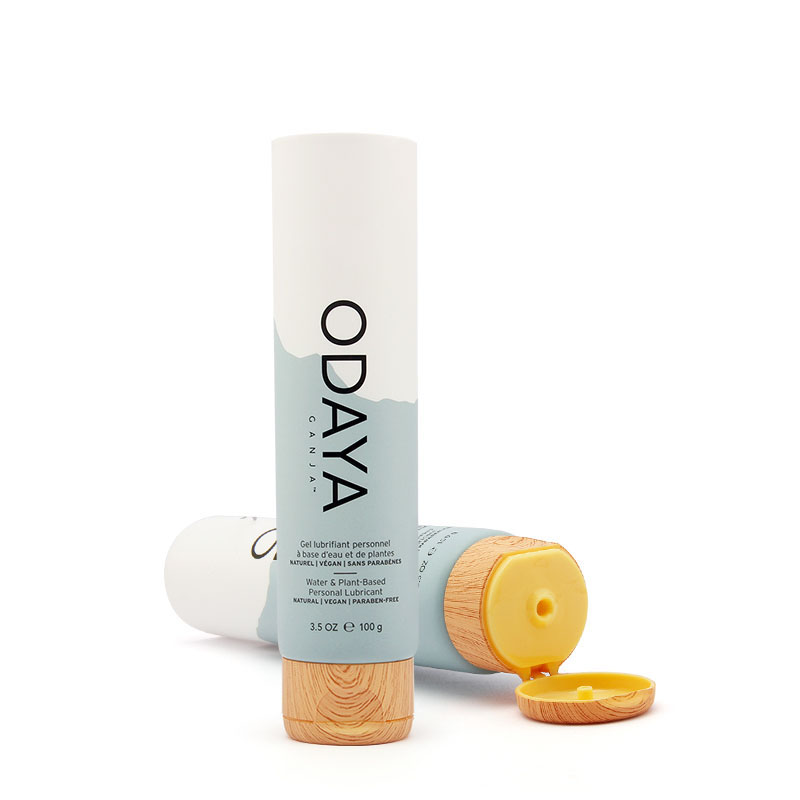 ODAYA
GANJA™
Gel lubrifiant personnel
à base d'eau et de plantes
NATUREL | VÉGAN | SANS PARABÈNES
Water & Plant-Based
Personal Lubricant
NATURAL | VEGAN | PARABEN-FREE
3.5 OZ ℮ 100 g